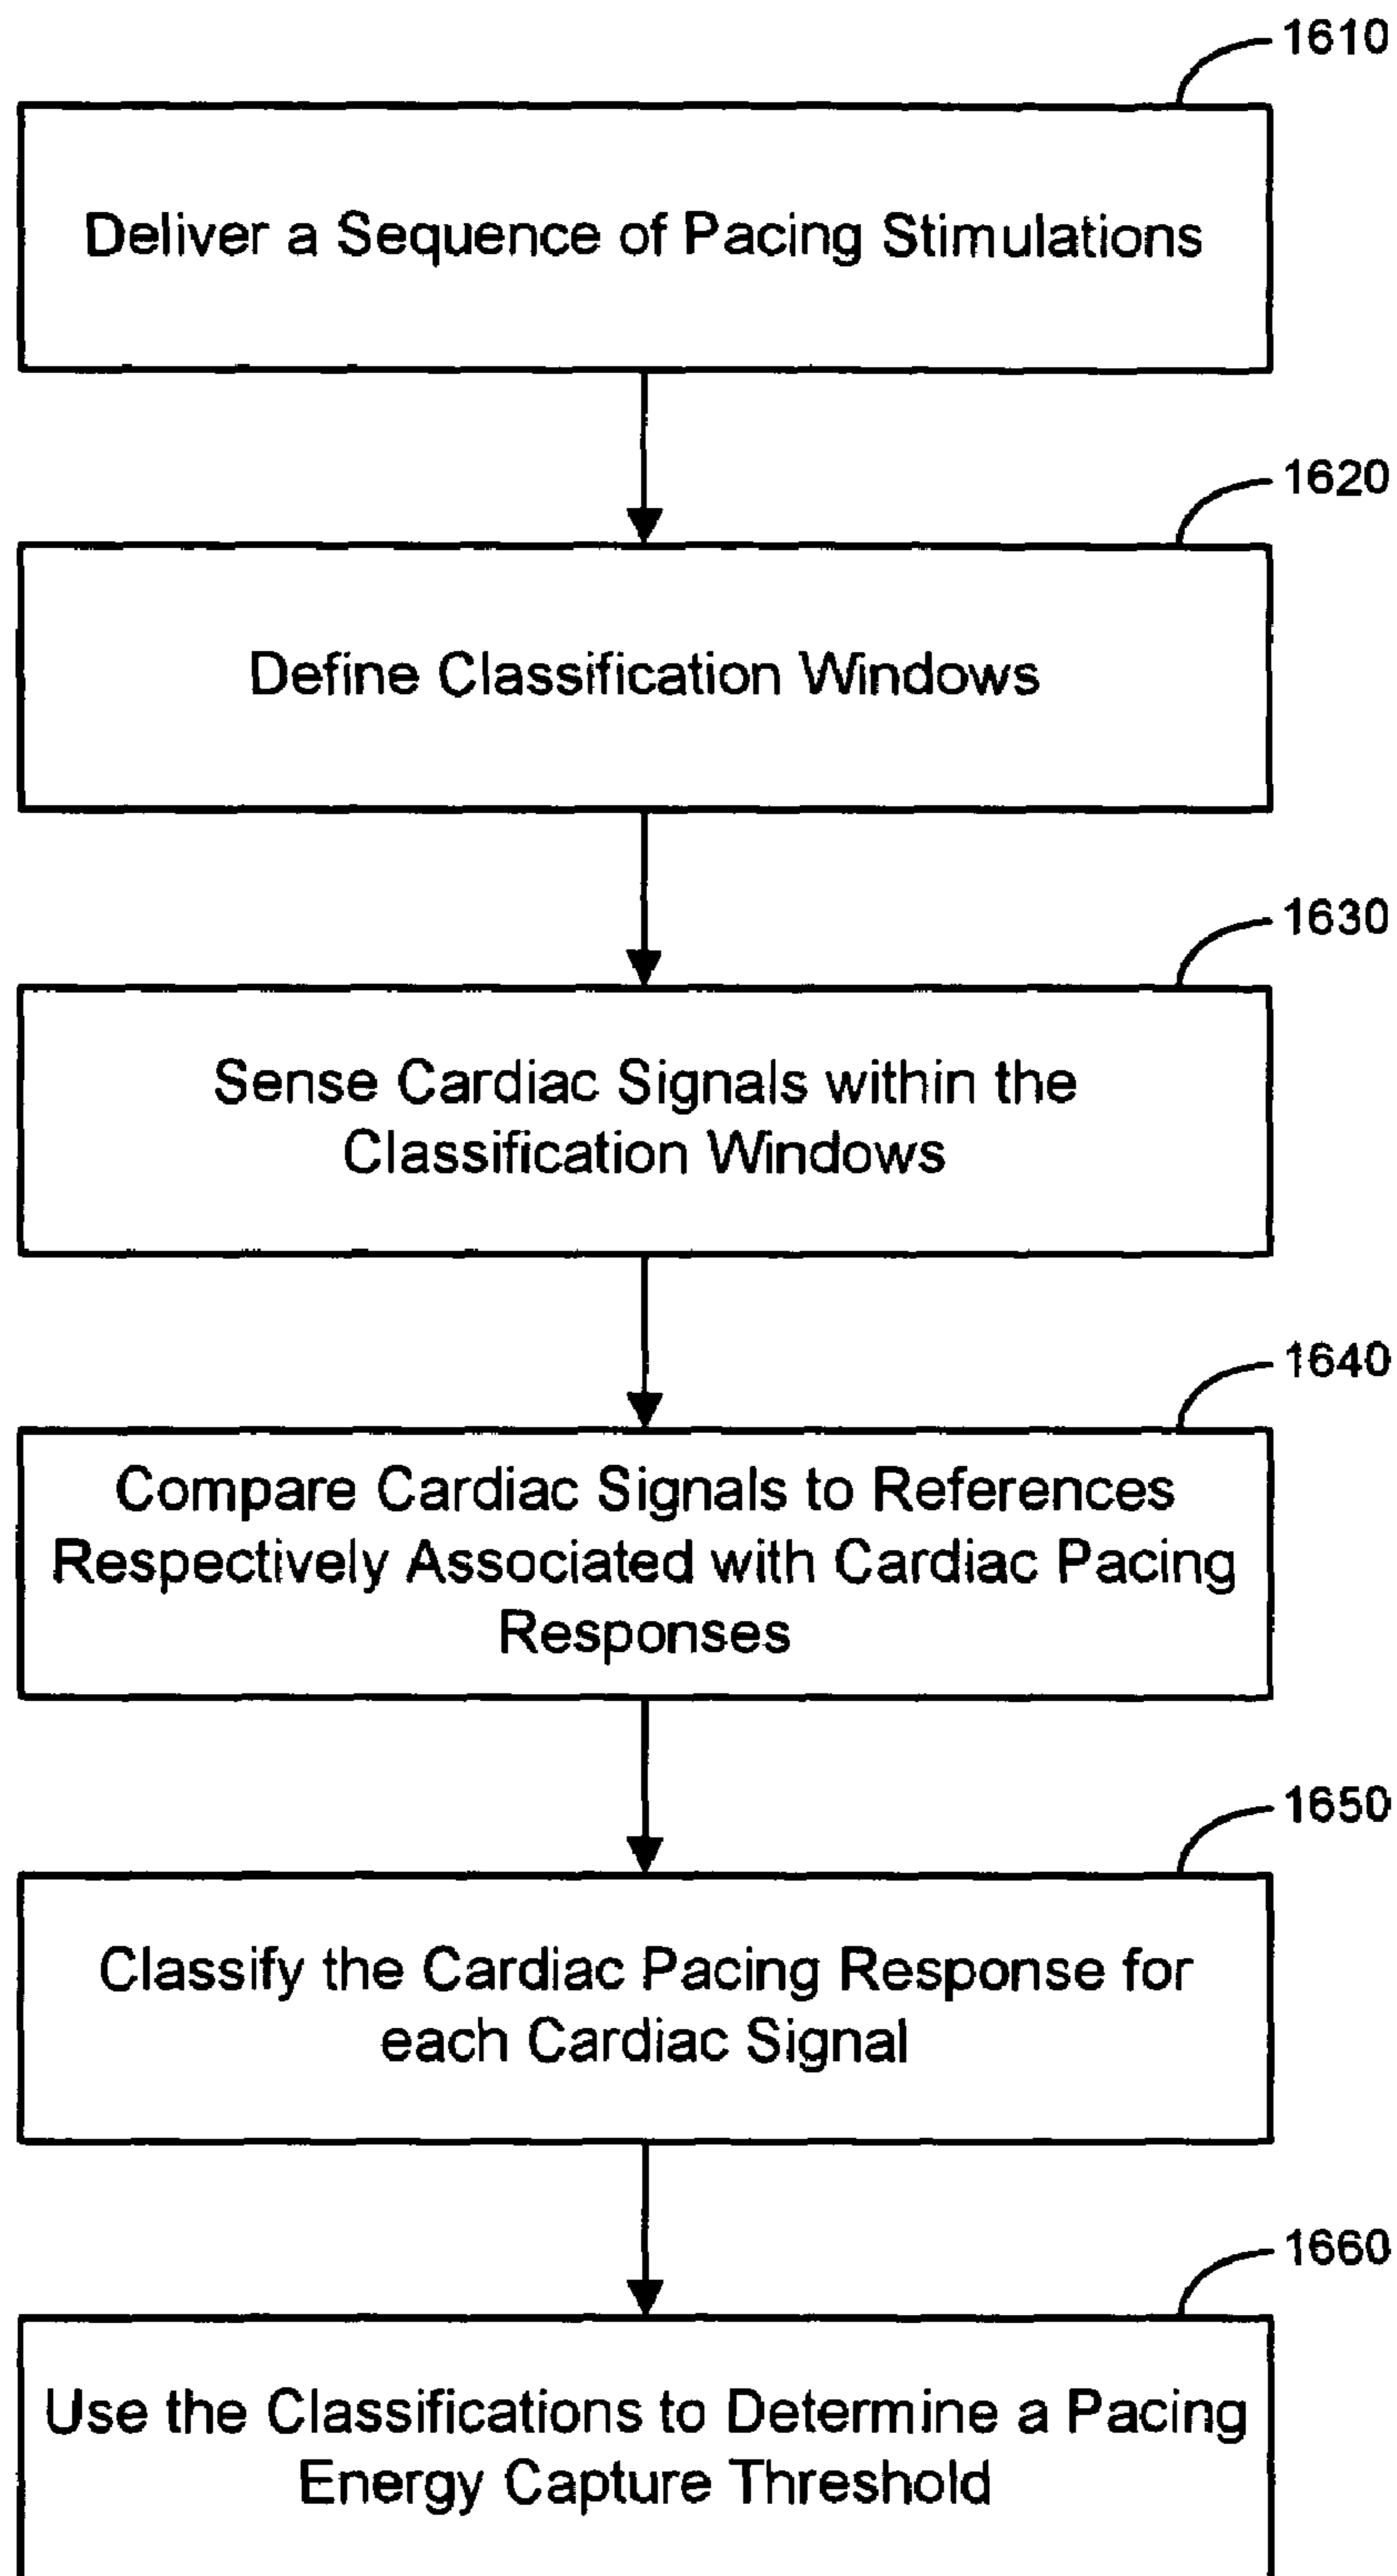 1610
Deliver a Sequence of Pacing Stimulations
1620
Define Classification Windows
1630
Sense Cardiac Signals within the
Classification Windows
1640
Compare Cardiac Signals to References
Respectively Associated with Cardiac Pacing
Responses
1650
Classify the Cardiac Pacing Response for
each Cardiac Signal
1660
Use the Classifications to Determine a Pacing
Energy Capture Threshold